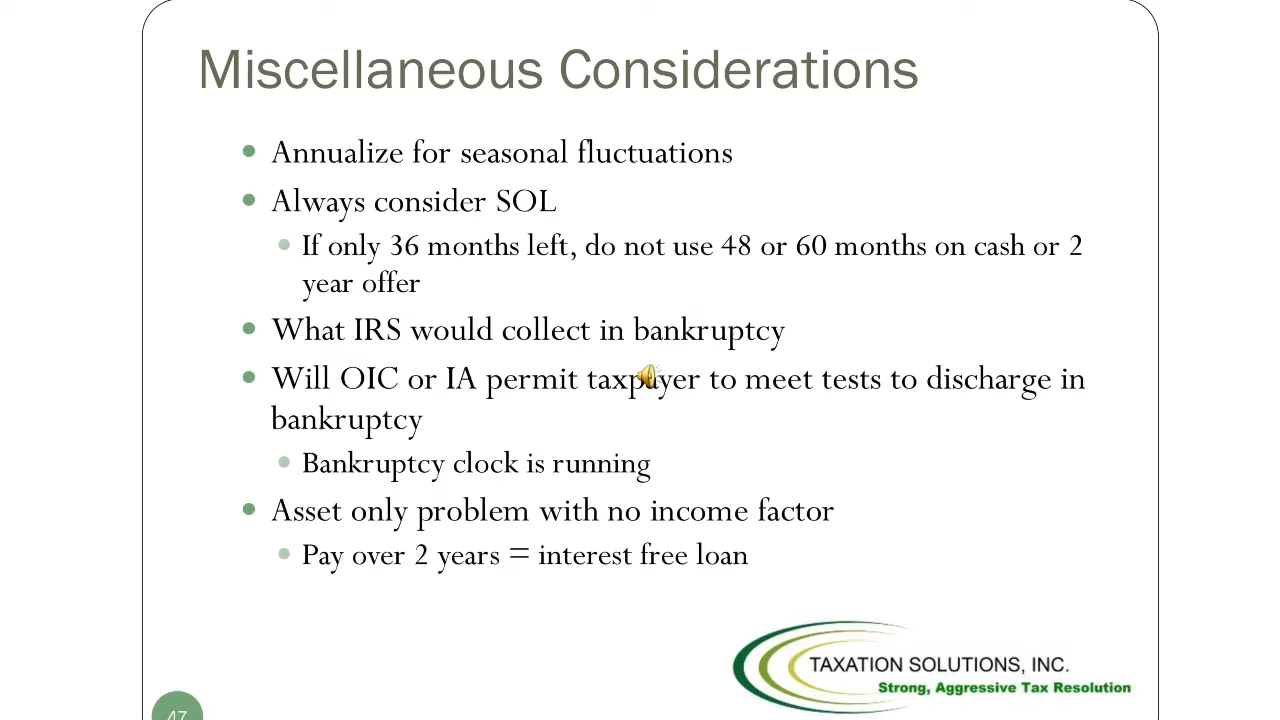 Miscellaneous Considerations
Annualize for seasonal fluctuations
Always consider SOL
If only 36 months left, do not use 48 or 60 months on cash or 2
year offer
What IRS would collect in bankruptcy
Will OIC or IA permit taxpayer to meet tests to discharge in
bankruptcy
Bankruptcy clock is running
Asset only problem with no income factor
Pay over 2 years = interest free loan
TAXATION SOLUTIONS, INC.
Strong, Aggressive Tax Resolution
47